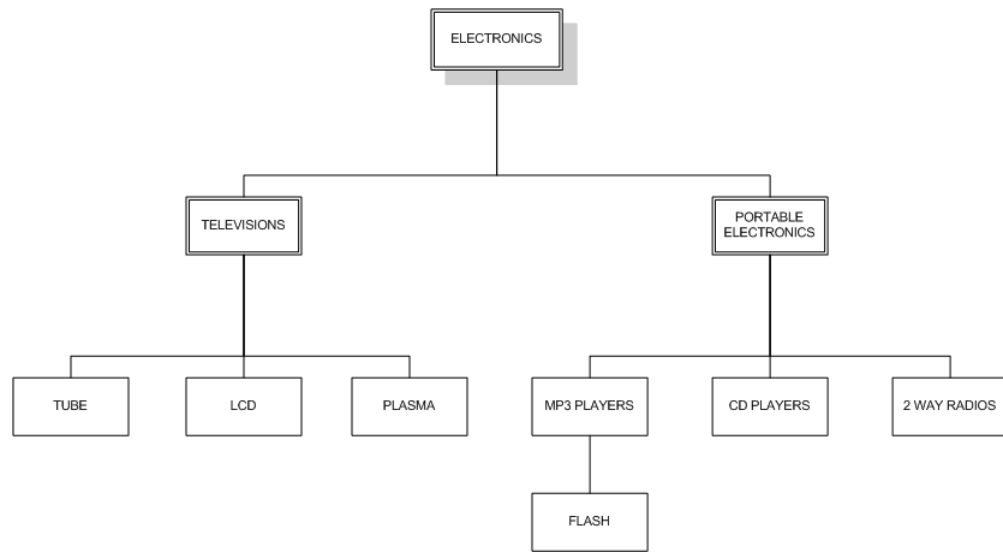 ELECTRONICS
TELEVISIONS
PORTABLE
ELECTRONICS
TUBE
LCD
PLASMA
MP3 PLAYERS
CD PLAYERS
2 WAY RADIOS
FLASH